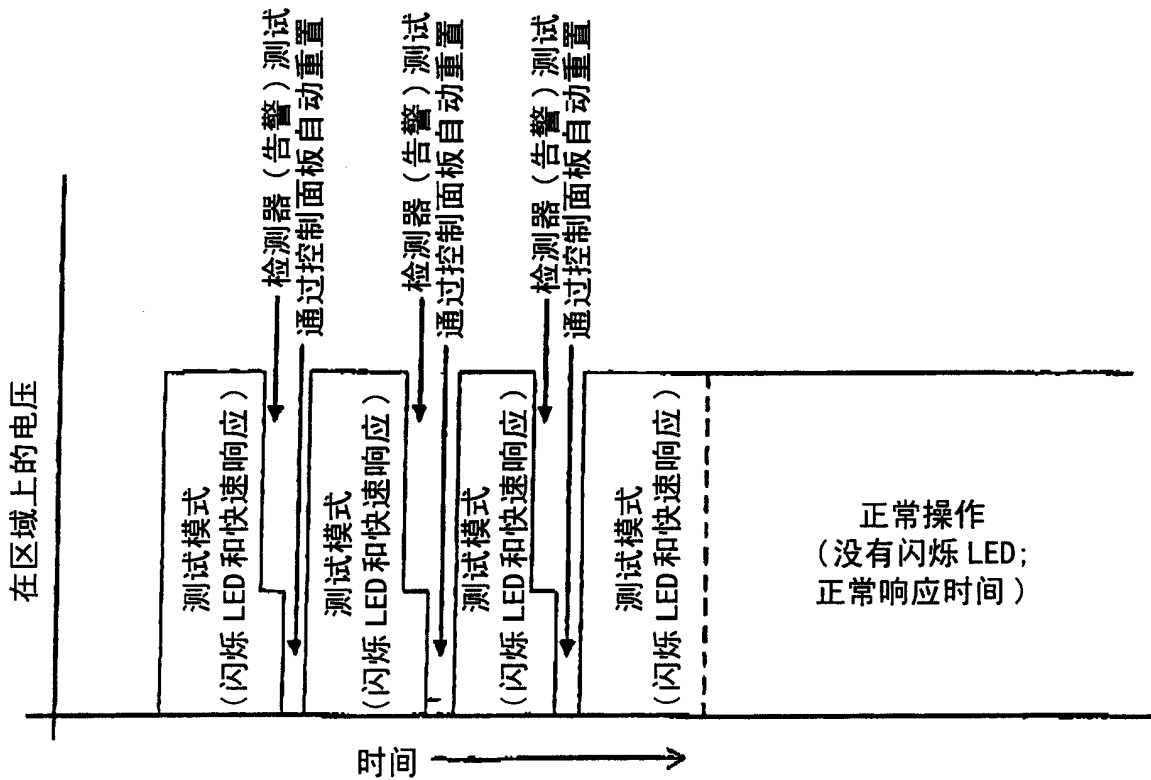 在区域上的电压
检测器（告警）测试
通过控制面板自动重置
检测器（告警）测试
通过控制面板自动重置
检测器（告警）测试
通过控制面板自动重置
测试模式
（闪烁 LED 和快速响应）
测试模式
（闪烁 LED 和快速响应）
测试模式
（闪烁 LED 和快速响应）
测试模式
（闪烁 LED 和快速响应）
正常操作
（没有闪烁 LED;
正常响应时间）
时间